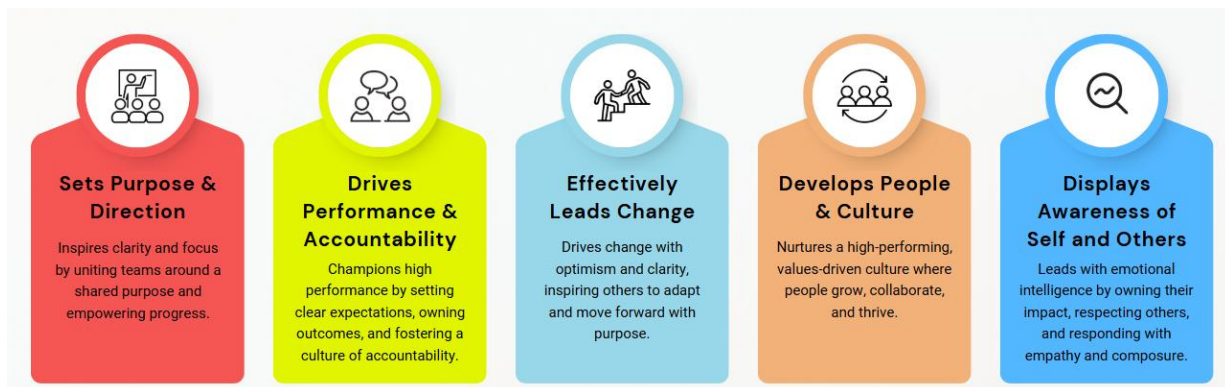 Sets Purpose &
Direction
Inspires clarity and focus
by uniting teams around a
shared purpose and
empowering progress.
Drives
Performance &
Accountability
Champions high
performance by setting
clear expectations, owning
outcomes, and fostering a
culture of accountability.
Effectively
Leads Change
Drives change with
optimism and clarity,
inspiring others to adapt
and move forward with
purpose.
Develops People
& Culture
Nurtures a high-performing,
values-driven culture where
people grow, collaborate,
and thrive.
Displays
Awareness of
Self and Others
Leads with emotional
intelligence by owning their
impact, respecting others,
and responding with
empathy and composure.